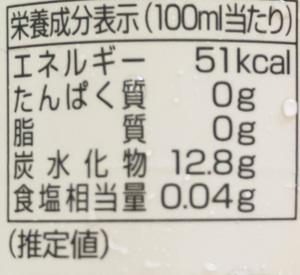 栄養成分表示(100ml当たり)
エネルギー 51kcal
たんぱく質 0g
脂質 0g
炭水化物 12.8g
食塩相当量 0.04g
(推定値)